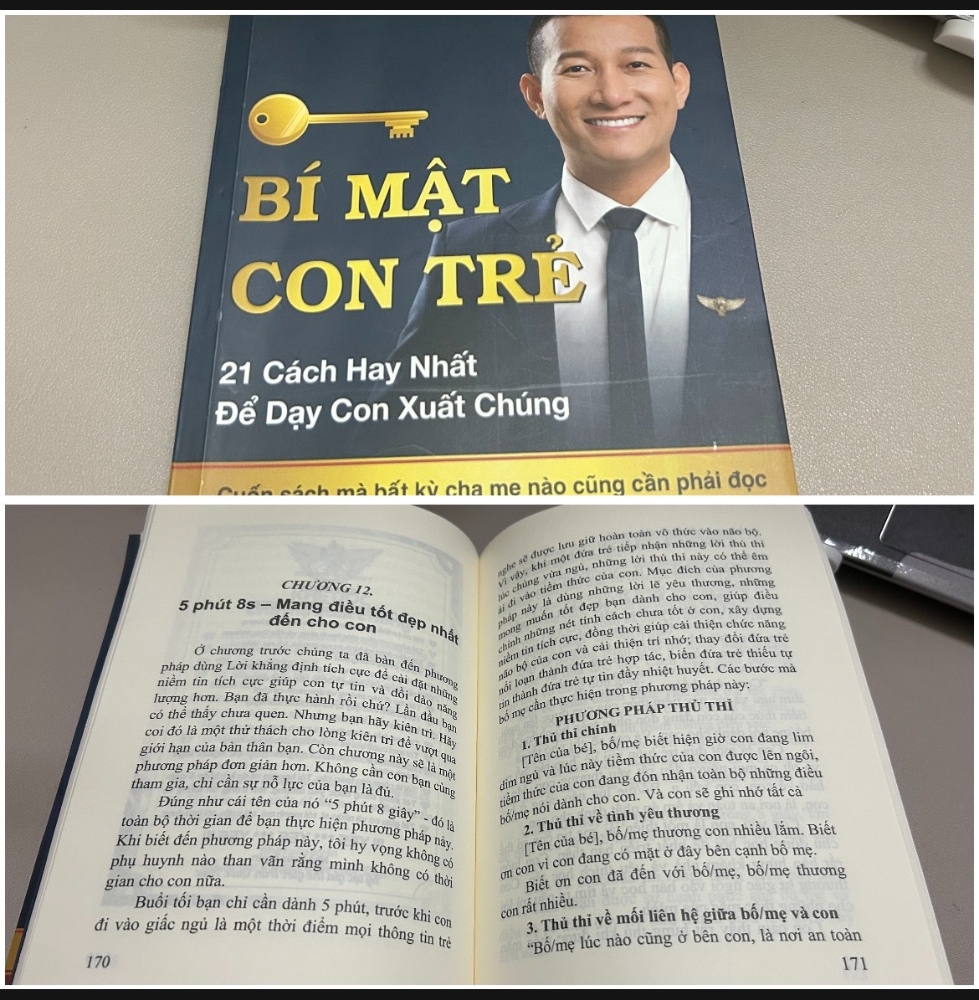 BÍ MẬT
CON TRẺ
21 Cách Hay Nhất
Để Dạy Con Xuất Chúng
Cuốn sách mà bất kỳ cha mẹ nào cũng cần phải đọc
CHƯƠNG 12.
5 phút 8s – Mang điều tốt đẹp nhất
đến cho con
Ở chương trước chúng ta đã bàn đến phương
pháp dùng Lời khẳng định tích cực để cài đặt những
niềm tin tích cực giúp con tự tin và dồi dào năng
lượng hơn. Bạn đã thực hành rồi chứ? Lần đầu bạn
có thể thấy chưa quen. Nhưng bạn hãy kiên trì. Hãy
coi đó là một thử thách cho lòng kiên trì để vượt qua
giới hạn của bản thân bạn. Còn chương này sẽ là một
phương pháp đơn giản hơn. Không cần con bạn cùng
tham gia, chỉ cần sự nỗ lực của bạn là đủ.
Đúng như cái tên của nó “5 phút 8 giây” - đó là
toàn bộ thời gian để bạn thực hiện phương pháp này.
Khi biết đến phương pháp này, tôi hy vọng không có
phụ huynh nào than vãn rằng mình không có thời
gian cho con nữa.
Buổi tối bạn chỉ cần dành 5 phút, trước khi con
đi vào giấc ngủ là một thời điểm mọi thông tin trẻ
170
nghe sẽ được lưu giữ hoàn toàn vô thức vào não bộ.
Vì vậy, khi một đứa trẻ tiếp nhận những lời thủ thỉ
lúc chúng vừa ngủ, những lời thủ thỉ này có thể êm
ái đi vào tiềm thức của con. Mục đích của phương
pháp này là dùng những lời lẽ yêu thương, những
mong muốn tốt đẹp bạn dành cho con, giúp điều
chỉnh những nét tính cách chưa tốt ở con, xây dựng
niềm tin tích cực, đồng thời giúp cải thiện chức năng
não bộ của con và cải thiện trí nhớ; thay đổi đứa trẻ
nổi loạn thành đứa trẻ hợp tác, biến đứa trẻ thiếu tự
tin thành đứa trẻ tự tin đầy nhiệt huyết. Các bước mà
bố mẹ cần thực hiện trong phương pháp này:
PHƯƠNG PHÁP THỦ THỈ
1. Thủ thỉ chính
[Tên của bé], bố/mẹ biết hiện giờ con đang lim
dim ngủ và lúc này tiềm thức của con được lên ngôi,
tiềm thức của con đang đón nhận toàn bộ những điều
bố/mẹ nói dành cho con. Và con sẽ ghi nhớ tất cả
2. Thủ thỉ về tình yêu thương
[Tên của bé], bố/mẹ thương con nhiều lắm. Biết
ơn con vì con đang có mặt ở đây bên cạnh bố mẹ.
Biết ơn con đã đến với bố/mẹ, bố/mẹ thương
con rất nhiều.
3. Thủ thỉ về mối liên hệ giữa bố/mẹ và con
“Bố/mẹ lúc nào cũng ở bên con, là nơi an toàn
171